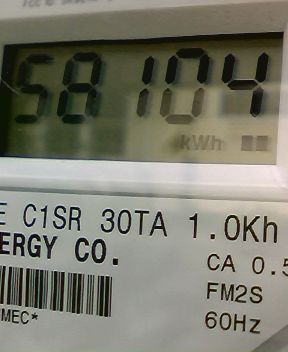 58104
kWh
E C1SR 30TA 1.0Kh
ERGY CO.
CA 0.5
FM2S
MEC*
60Hz